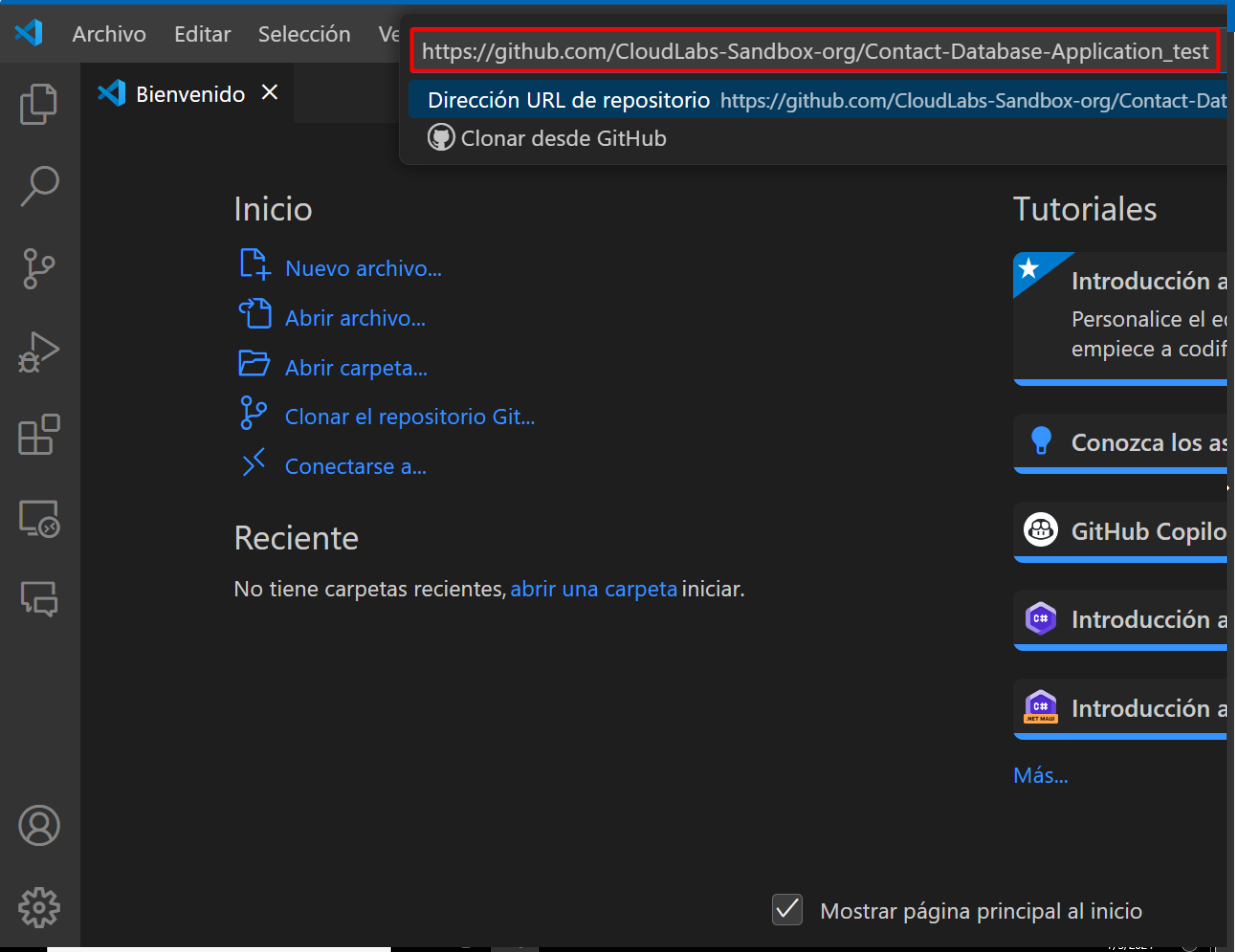 Archivo Editar Selección Ve
https://github.com/CloudLabs-Sandbox-org/Contact-Database-Application_test
Bienvenido
Dirección URL de repositorio https://github.com/CloudLabs-Sandbox-org/Contact-Dat
Clonar desde GitHub
Inicio
Nuevo archivo...
Abrir archivo...
Abrir carpeta...
Clonar el repositorio Git...
Conectarse a...
Reciente
No tiene carpetas recientes, abrir una carpeta iniciar.
Tutoriales
Introducción a
Personalice el e
empiece a codif
Conozca los as
GitHub Copilo
C#
Introducción a
C#
.NET MAUI
Introducción a
Más...
Mostrar página principal al inicio